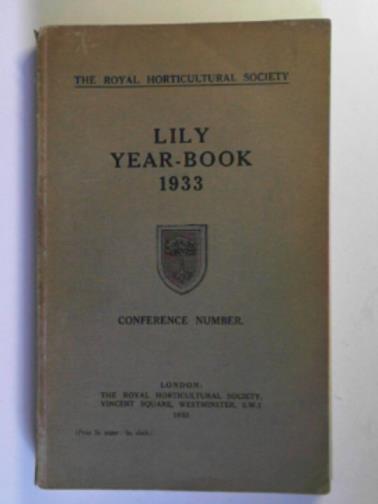 THE ROYAL HORTICULTURAL SOCIETY
LILY
YEAR-BOOK
1933
CONFERENCE NUMBER.
LONDON:
THE ROYAL HORTICULTURAL SOCIETY,
VINCENT SQUARE, WESTMINSTER, S.W.1
1933